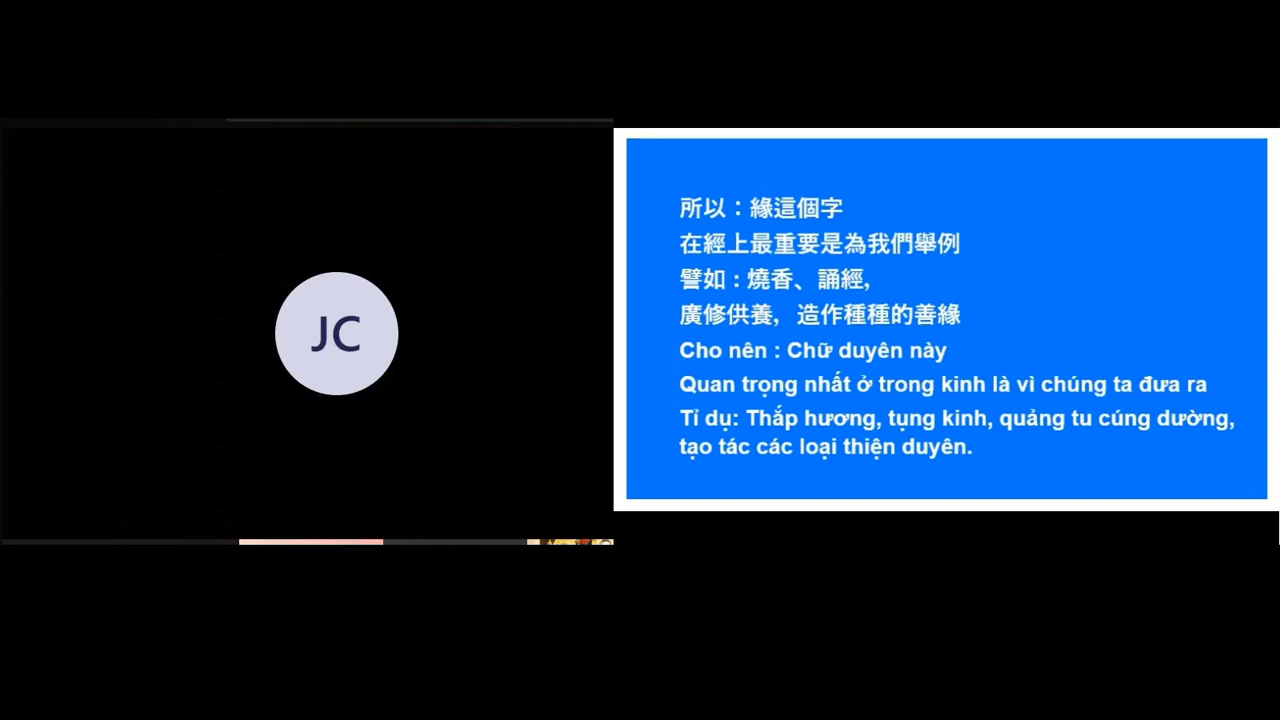 JC
所以：緣這個字
在經上最重要是為我們舉例
譬如 : 燒香、誦經,
廣修供養,  造作種種的善緣
Cho nên : Chữ duyên này
Quan trọng nhất ở trong kinh là vì chúng ta đưa ra
Tỉ dụ: Thắp hương, tụng kinh, quảng tu cúng dường,
tạo tác các loại thiện duyên.